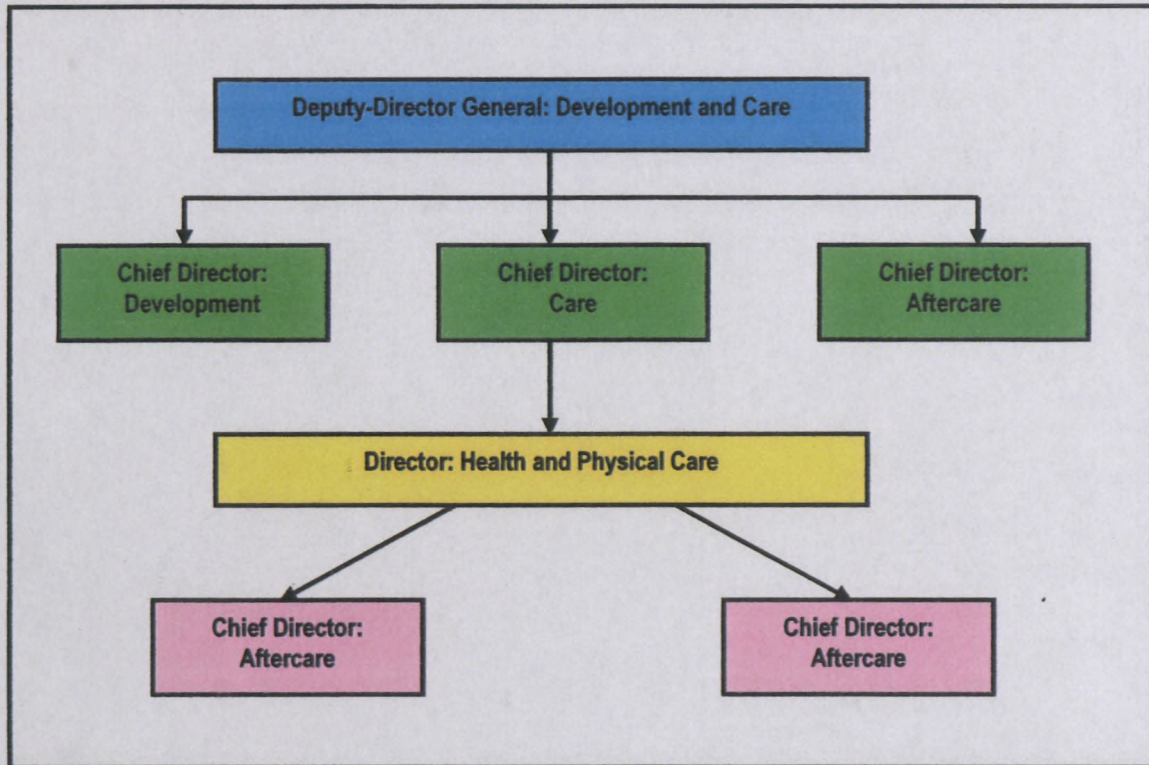 Deputy-Director General: Development and Care
Chief Director:
Development
Chief Director:
Care
Chief Director:
Aftercare
Director: Health and Physical Care
Chief Director:
Aftercare
Chief Director:
Aftercare